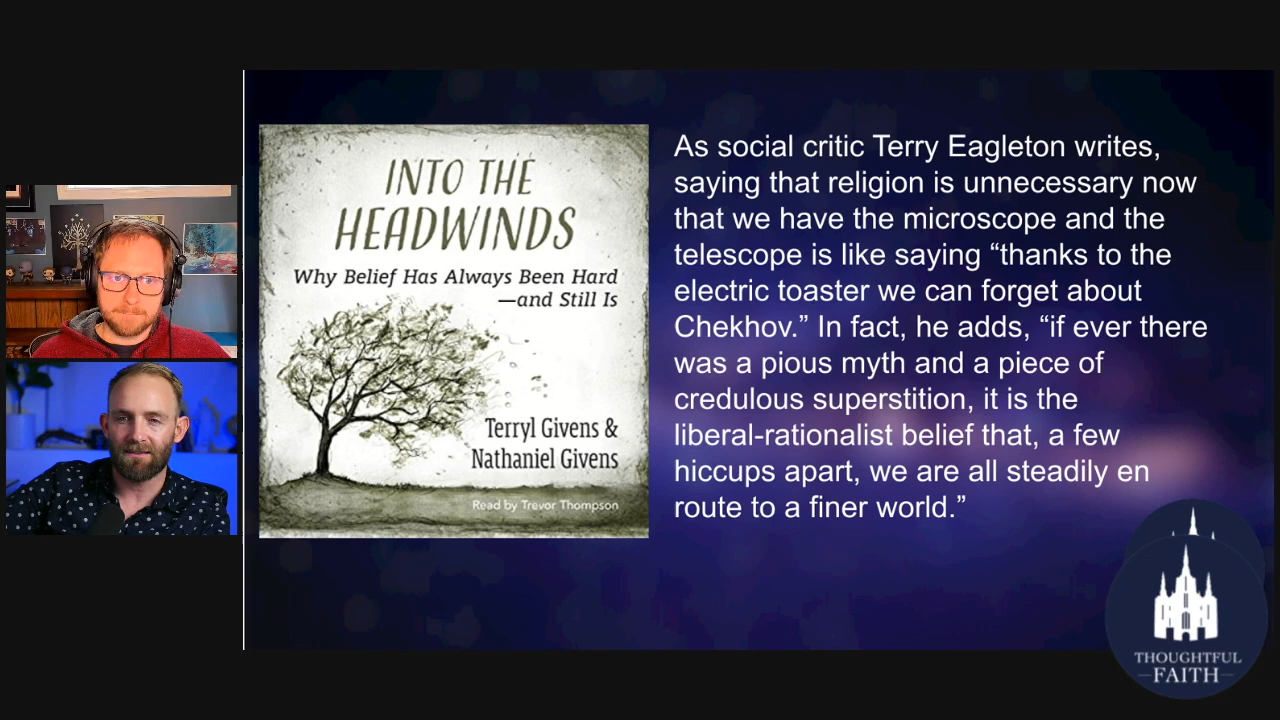 INTO THE
HEADWINDS
Why Belief Has Always Been Hard
—and Still Is
Terryl Givens &
Nathaniel Givens
Read by Trevor Thompson
As social critic Terry Eagleton writes,
saying that religion is unnecessary now
that we have the microscope and the
telescope is like saying “thanks to the
electric toaster we can forget about
Chekhov.” In fact, he adds, “if ever there
was a pious myth and a piece of
credulous superstition, it is the
liberal-rationalist belief that, a few
hiccups apart, we are all steadily en
route to a finer world.”
THOUGHTFUL
FAITH